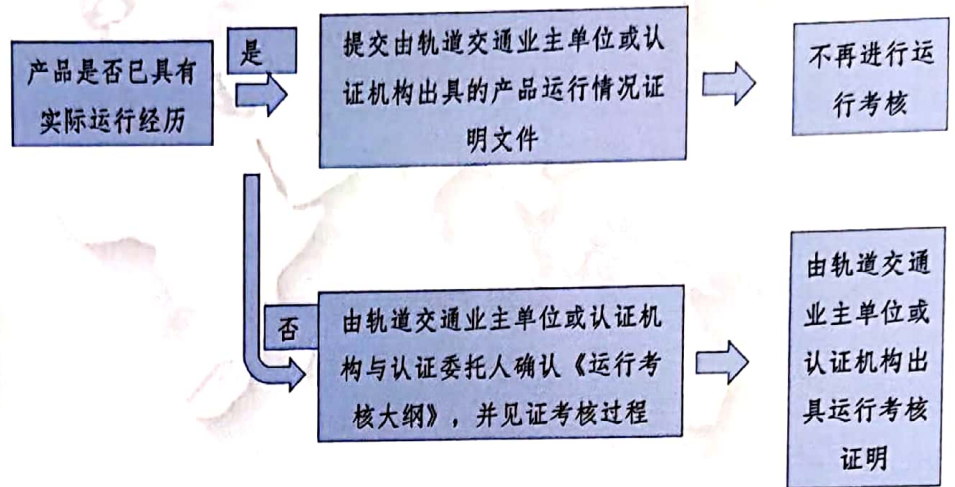 产品是否已具有
实际运行经历
是
提交由轨道交通业主单位或认
证机构出具的产品运行情况证
明文件
不再进行运
行考核
否
由轨道交通业主单位或认证机
构与认证委托人确认《运行考
核大纲》，并见证考核过程
由轨道交通
业主单位或
认证机构出
具运行考核
证明